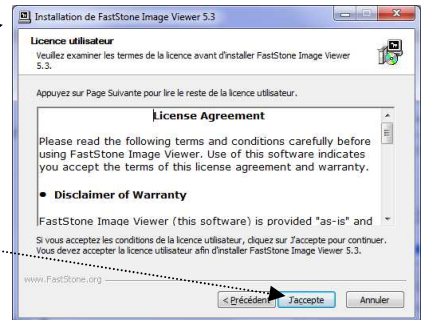 Installation de FastStone Image Viewer 5.3
Licence utilisateur
Veuillez examiner les termes de la licence avant d'installer FastStone Image Viewer
5.3.
Appuyez sur Page Suivante pour lire le reste de la licence utilisateur.
License Agreement
Please read the following terms and conditions carefully before
using FastStone Image Viewer. Use of this software indicates
you accept the terms of this license agreement and warranty.
• Disclaimer of Warranty
FastStone Image Viewer (this software) is provided "as-is" and
Si vous acceptez les conditions de la licence utilisateur, cliquez sur J'accepte pour continuer.
Vous devez accepter la licence utilisateur afin d'installer FastStone Image Viewer 5.3.
www.FastStone.org
< Précédent J'accepte Annuler